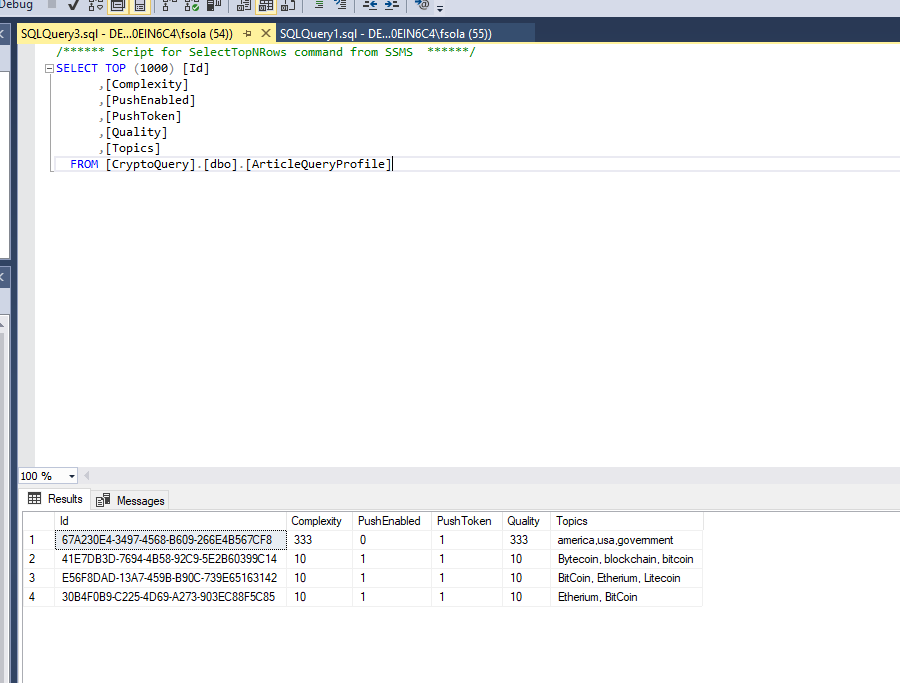 Debug
SQLQuery3.sql - DE...0EIN6C4\fsola (54))
SQLQuery1.sql - DE...0EIN6C4\fsola (55))
/****** Script for SelectTopNRows command from SSMS  ******/
SELECT TOP (1000) [Id]
,[Complexity]
,[PushEnabled]
,[PushToken]
,[Quality]
,[Topics]
FROM [CryptoQuery].[dbo].[ArticleQueryProfile]
100 %
Results Messages
Id Complexity PushEnabled PushToken Quality Topics
1 67A230E4-3497-4568-B609-266E4B567CF8 333 0 1 333 america,usa,government
2 41E7DB3D-7694-4B58-92C9-5E2B60399C14 10 1 1 10 Bytecoin, blockchain, bitcoin
3 E56F8DAD-13A7-459B-B90C-739E65163142 10 1 1 10 BitCoin, Etherium, Litecoin
4 30B4F0B9-C225-4D69-A273-903EC88F5C85 10 1 1 10 Etherium, BitCoin